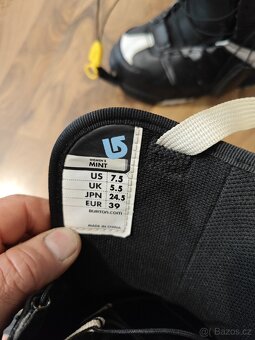 WOMEN'S
MINT
US 7.5
UK 5.5
JPN 24.5
EUR 39
BURTON.COM
MADE IN CHINA
Bazos.cz